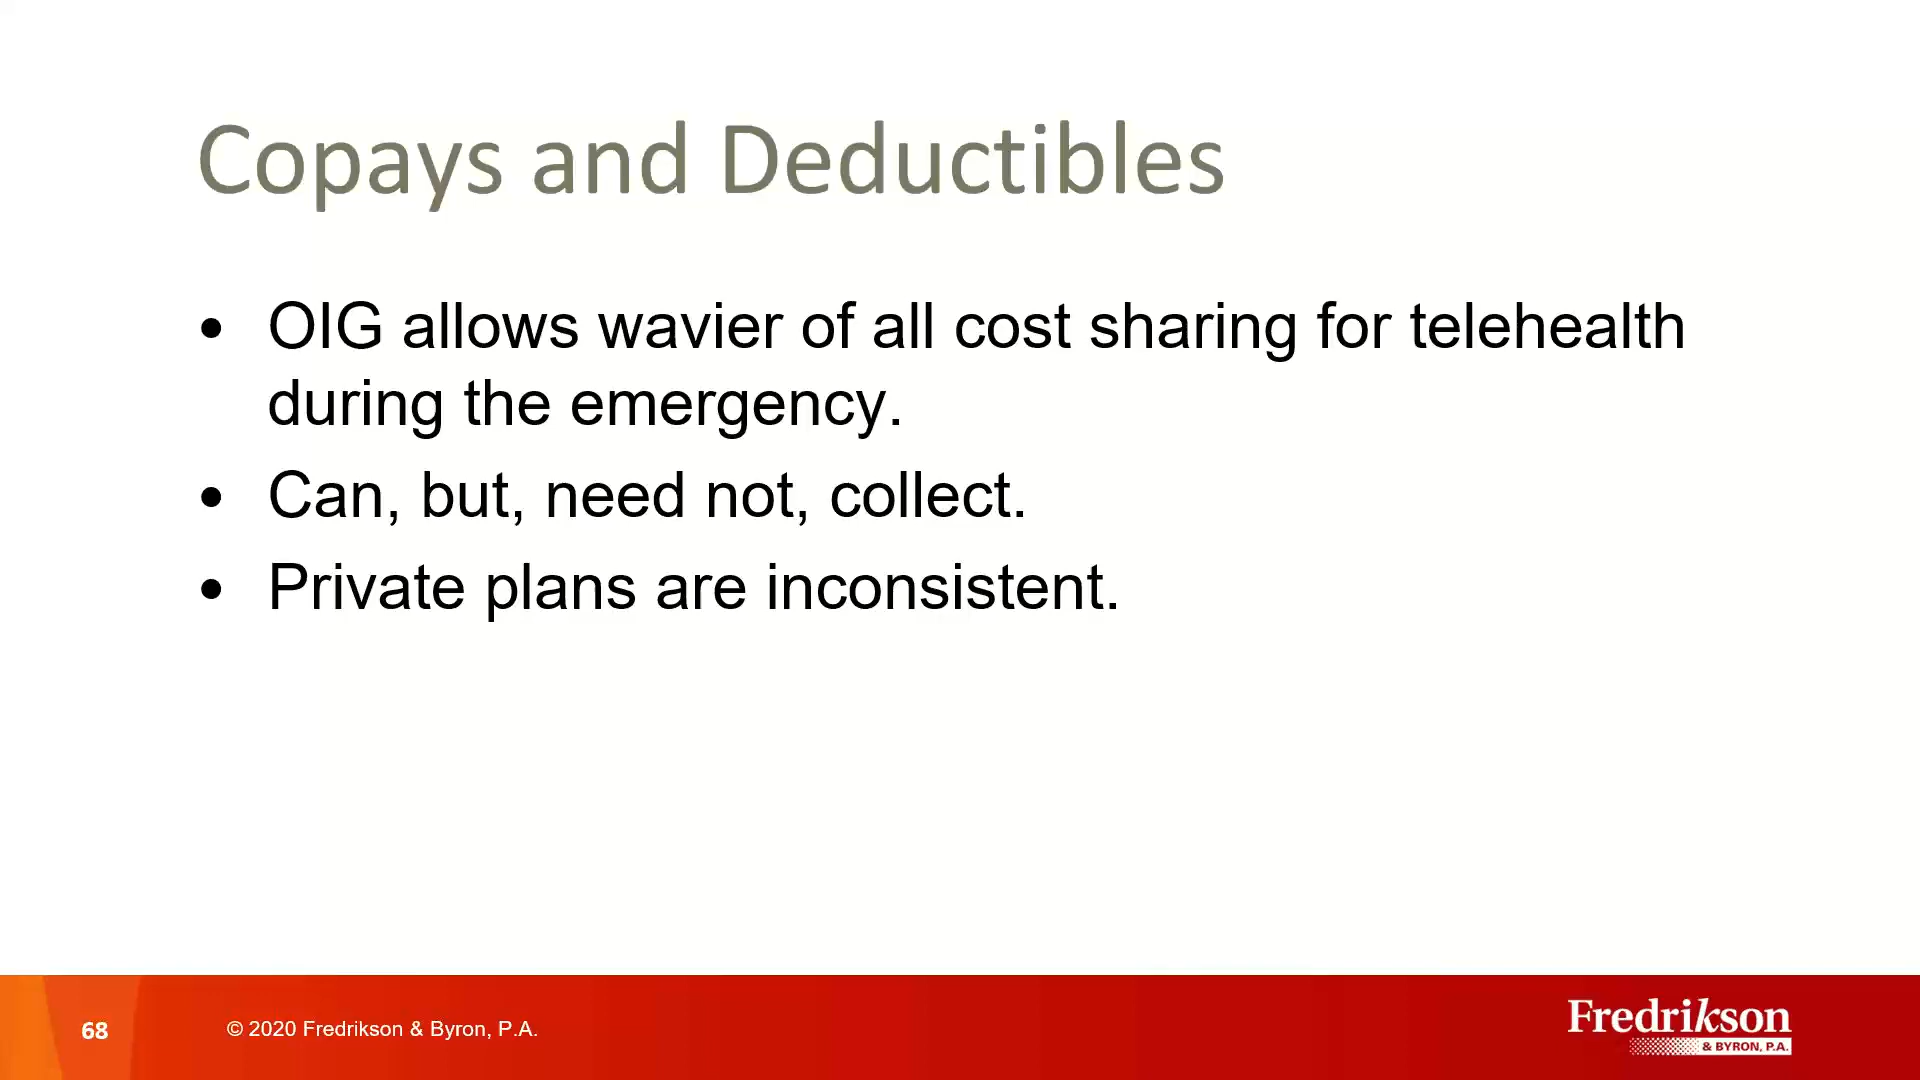 Copays and Deductibles
• OIG allows wavier of all cost sharing for telehealth
during the emergency.
• Can, but, need not, collect.
• Private plans are inconsistent.
68
© 2020 Fredrikson & Byron, P.A.
Fredrikson
& BYRON, P.A.